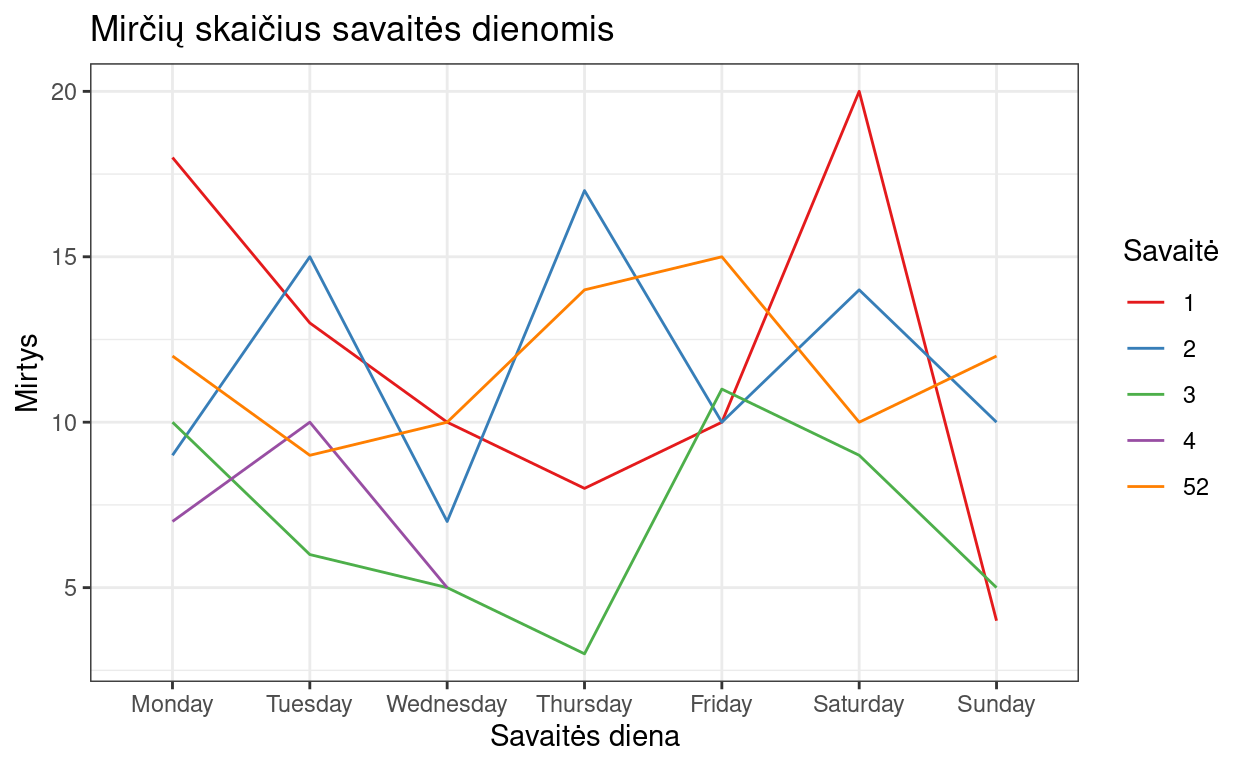 Mirčių skaičius savaitės dienomis
Mirtys
20
15
10
5
Monday Tuesday Wednesday Thursday Friday Saturday Sunday
Savaitės diena
Savaitė
1
2
3
4
52